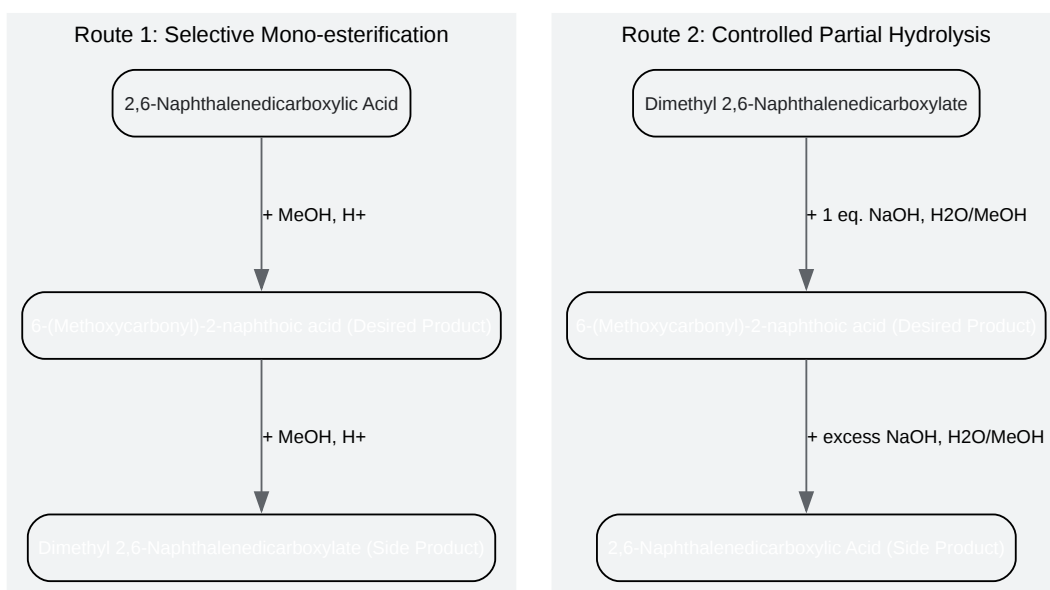 Route 1: Selective Mono-esterification
2,6-Naphthalenedicarboxylic Acid
+ MeOH, H+
6-(Methoxycarbonyl)-2-naphthoic acid (Desired Product)
+ MeOH, H+
Dimethyl 2,6-Naphthalenedicarboxylate (Side Product)
Route 2: Controlled Partial Hydrolysis
Dimethyl 2,6-Naphthalenedicarboxylate
+ 1 eq. NaOH, H2O/MeOH
6-(Methoxycarbonyl)-2-naphthoic acid (Desired Product)
+ excess NaOH, H2O/MeOH
2,6-Naphthalenedicarboxylic Acid (Side Product)